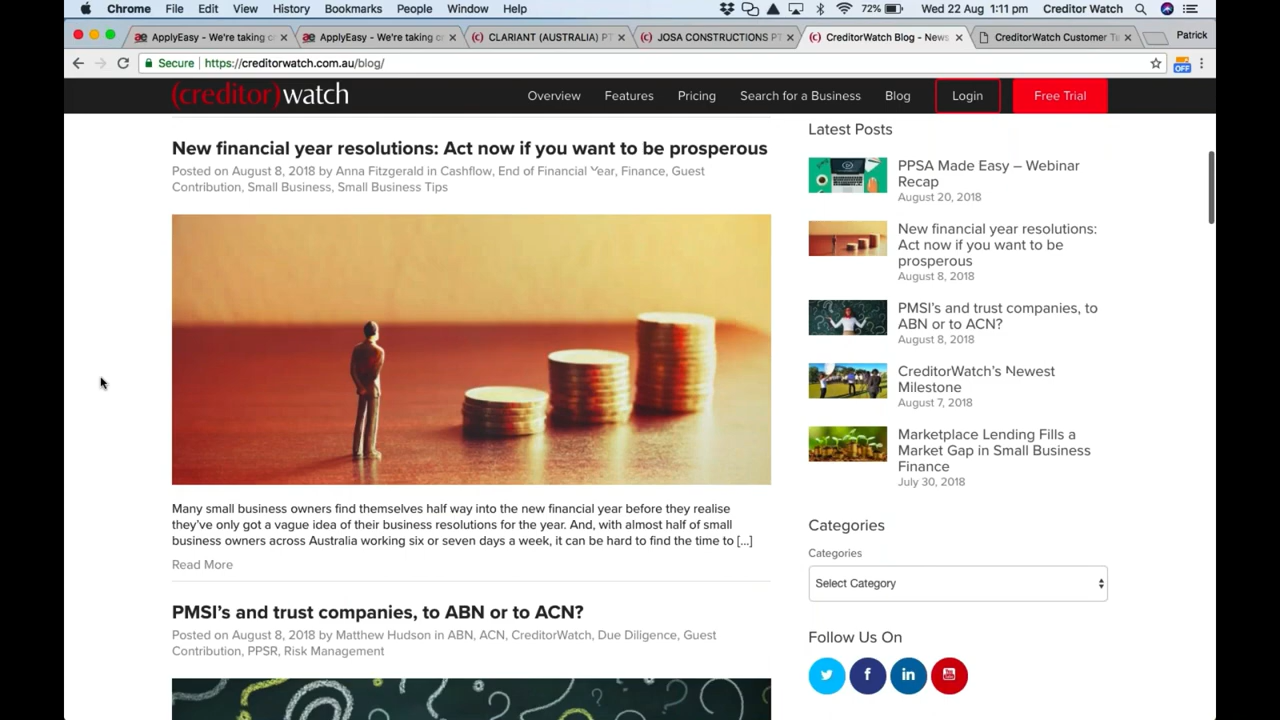 Chrome File Edit View History Bookmarks People Window Help 72% Wed 22 Aug 1:11 pm Creditor Watch
ApplyEasy - We're taking c
ApplyEasy - We're taking c
CLARIANT (AUSTRALIA) PT
JOSA CONSTRUCTIONS PT
CreditorWatch Blog - News
CreditorWatch Customer Te
Patrick
Secure https://creditorwatch.com.au/blog/
OFF
(creditor)watch
Overview Features Pricing Search for a Business Blog Login Free Trial
New financial year resolutions: Act now if you want to be prosperous
Posted on August 8, 2018 by Anna Fitzgerald in Cashflow, End of Financial Year, Finance, Guest
Contribution, Small Business, Small Business Tips
Many small business owners find themselves half way into the new financial year before they realise
they've only got a vague idea of their business resolutions for the year. And, with almost half of small
business owners across Australia working six or seven days a week, it can be hard to find the time to [...]
Read More
PMSI's and trust companies, to ABN or to ACN?
Posted on August 8, 2018 by Matthew Hudson in ABN, ACN, CreditorWatch, Due Diligence, Guest
Contribution, PPSR, Risk Management
Latest Posts
PPSA Made Easy – Webinar
Recap
August 20, 2018
New financial year resolutions:
Act now if you want to be
prosperous
August 8, 2018
PMSI's and trust companies, to
ABN or to ACN?
August 8, 2018
CreditorWatch's Newest
Milestone
August 7, 2018
Marketplace Lending Fills a
Market Gap in Small Business
Finance
July 30, 2018
Categories
Categories
Select Category
Follow Us On